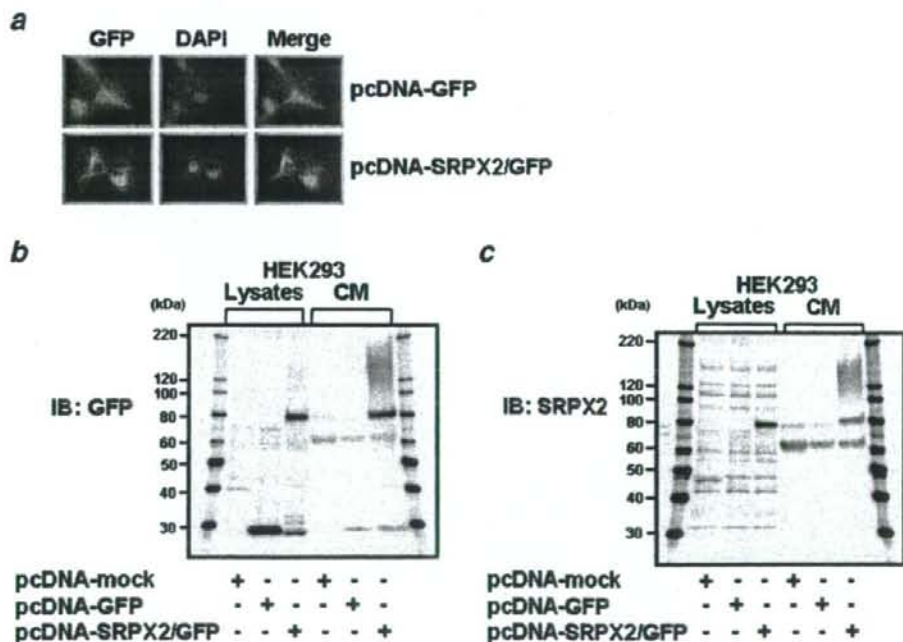 a
GFP DAPI Merge
pcDNA-GFP
pcDNA-SRPX2/GFP
b
HEK293
(kDa) Lysates CM
220
120
100
80
60
50
40
30
IB: GFP
pcDNA-mock + - - + - -
pcDNA-GFP - + - - + -
pcDNA-SRPX2/GFP - - + - - +
c
HEK293
(kDa) Lysates CM
220
120
100
80
60
50
40
30
IB: SRPX2
pcDNA-mock + - - + - -
pcDNA-GFP - + - - + -
pcDNA-SRPX2/GFP - - + - - +